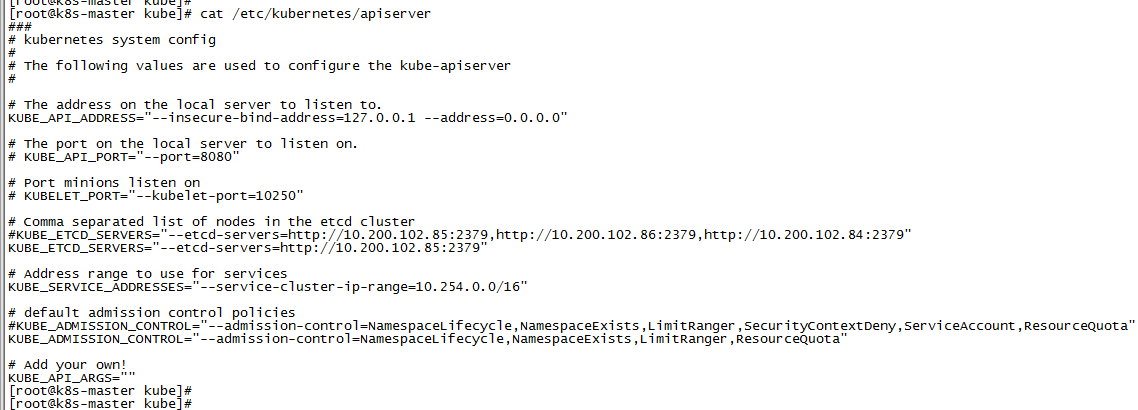 [root@k8s-master kube]#
[root@k8s-master kube]# cat /etc/kubernetes/apiserver
###
# kubernetes system config
#
# The following values are used to configure the kube-apiserver
#
# The address on the local server to listen to.
KUBE_API_ADDRESS="--insecure-bind-address=127.0.0.1 --address=0.0.0.0"
# The port on the local server to listen on.
# KUBE_API_PORT="--port=8080"
# Port minions listen on
# KUBELET_PORT="--kubelet-port=10250"
# Comma separated list of nodes in the etcd cluster
#KUBE_ETCD_SERVERS="--etcd-servers=http://10.200.102.85:2379,http://10.200.102.86:2379,http://10.200.102.84:2379"
KUBE_ETCD_SERVERS="--etcd-servers=http://10.200.102.85:2379"
# Address range to use for services
KUBE_SERVICE_ADDRESSES="--service-cluster-ip-range=10.254.0.0/16"
# default admission control policies
#KUBE_ADMISSION_CONTROL="--admission-control=NamespaceLifecycle,NamespaceExists,LimitRanger,SecurityContextDeny,ServiceAccount,ResourceQuota"
KUBE_ADMISSION_CONTROL="--admission-control=NamespaceLifecycle,NamespaceExists,LimitRanger,ResourceQuota"
# Add your own!
KUBE_API_ARGS=""
[root@k8s-master kube]#
[root@k8s-master kube]#